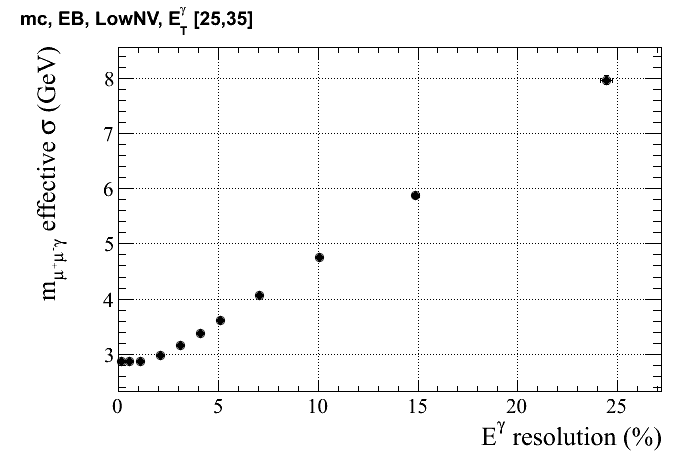 mc, EB, LowNV, E_T^γ [25,35]
m_{μ⁺μ⁻γ} effective σ (GeV)
8
7
6
5
4
3
0 5 10 15 20 25
E^γ resolution (%)